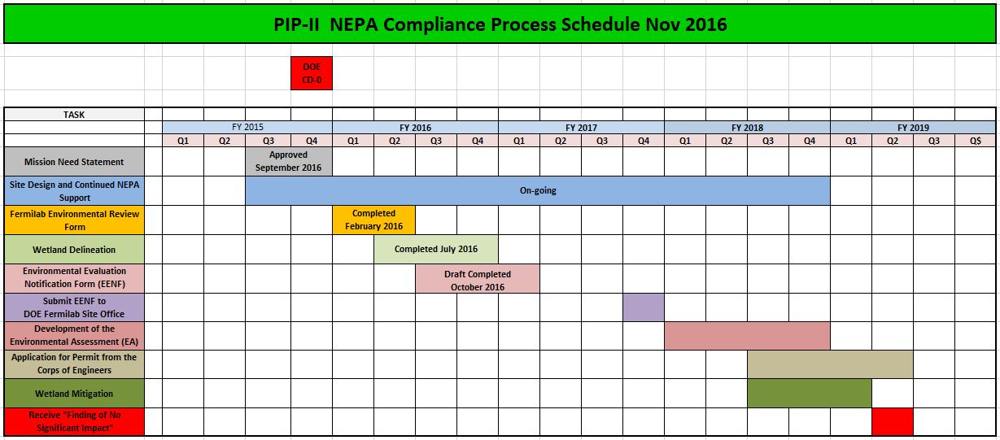 PIP-II NEPA Compliance Process Schedule Nov 2016
DOE
CD-0
TASK
FY 2015 FY 2016 FY 2017 FY 2018 FY 2019
Q1 Q2 Q3 Q4 Q1 Q2 Q3 Q4 Q1 Q2 Q3 Q4 Q1 Q2 Q3 Q4 Q1 Q2 Q3 Q$
Mission Need Statement
Approved
September 2016
Site Design and Continued NEPA
Support
On-going
Fermilab Environmental Review
Form
Completed
February 2016
Wetland Delineation
Completed July 2016
Environmental Evaluation
Notification Form (EENF)
Draft Completed
October 2016
Submit EENF to
DOE Fermilab Site Office
Development of the
Environmental Assessment (EA)
Application for Permit from the
Corps of Engineers
Wetland Mitigation
Receive "Finding of No
Significant Impact"